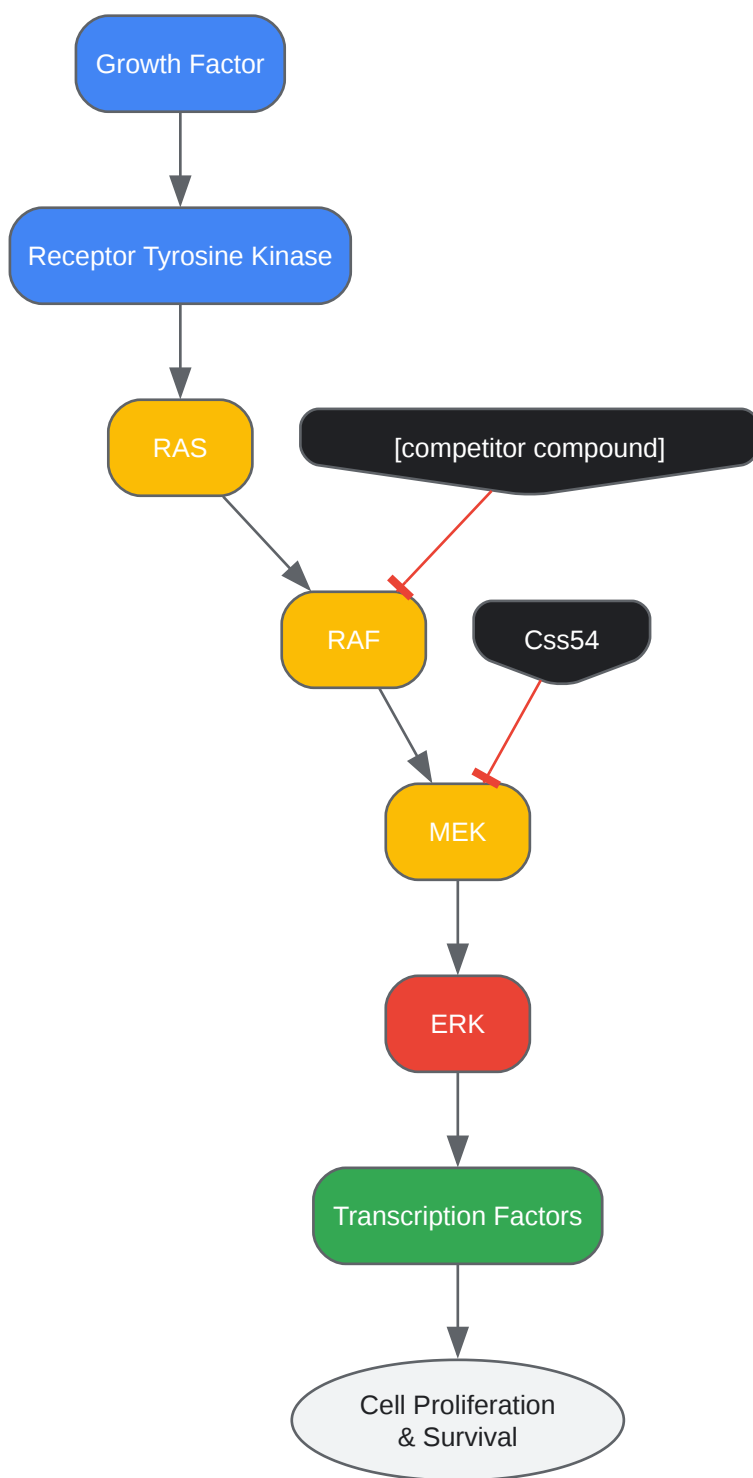 Growth Factor
Receptor Tyrosine Kinase
RAS
[competitor compound]
RAF
Css54
MEK
ERK
Transcription Factors
Cell Proliferation
& Survival